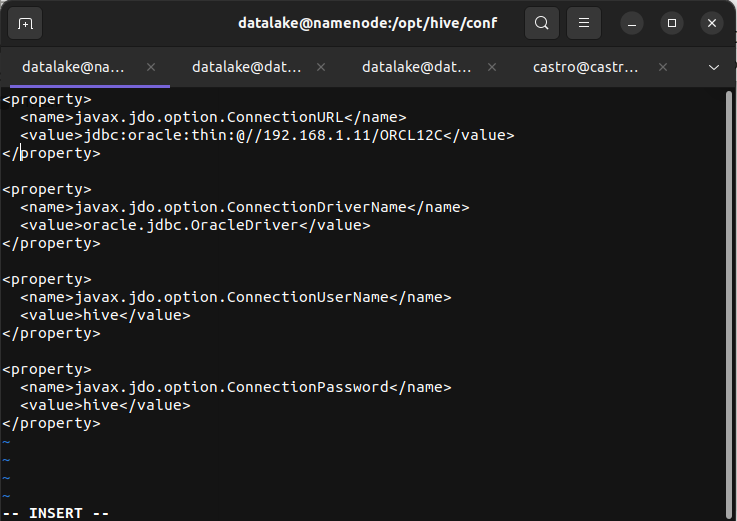 datalake@namenode:/opt/hive/conf
datalake@na... datalake@dat... datalake@dat... castro@castr...
<property>
  <name>javax.jdo.option.ConnectionURL</name>
  <value>jdbc:oracle:thin:@//192.168.1.11/ORCL12C</value>
</property>

<property>
  <name>javax.jdo.option.ConnectionDriverName</name>
  <value>oracle.jdbc.OracleDriver</value>
</property>

<property>
  <name>javax.jdo.option.ConnectionUserName</name>
  <value>hive</value>
</property>

<property>
  <name>javax.jdo.option.ConnectionPassword</name>
  <value>hive</value>
</property>
~
~
~
~
-- INSERT --